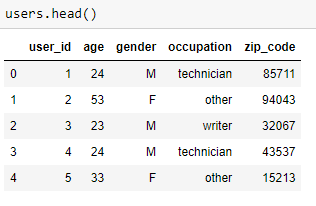 users.head()
user_id age gender occupation zip_code
0 1 24 M technician 85711
1 2 53 F other 94043
2 3 23 M writer 32067
3 4 24 M technician 43537
4 5 33 F other 15213